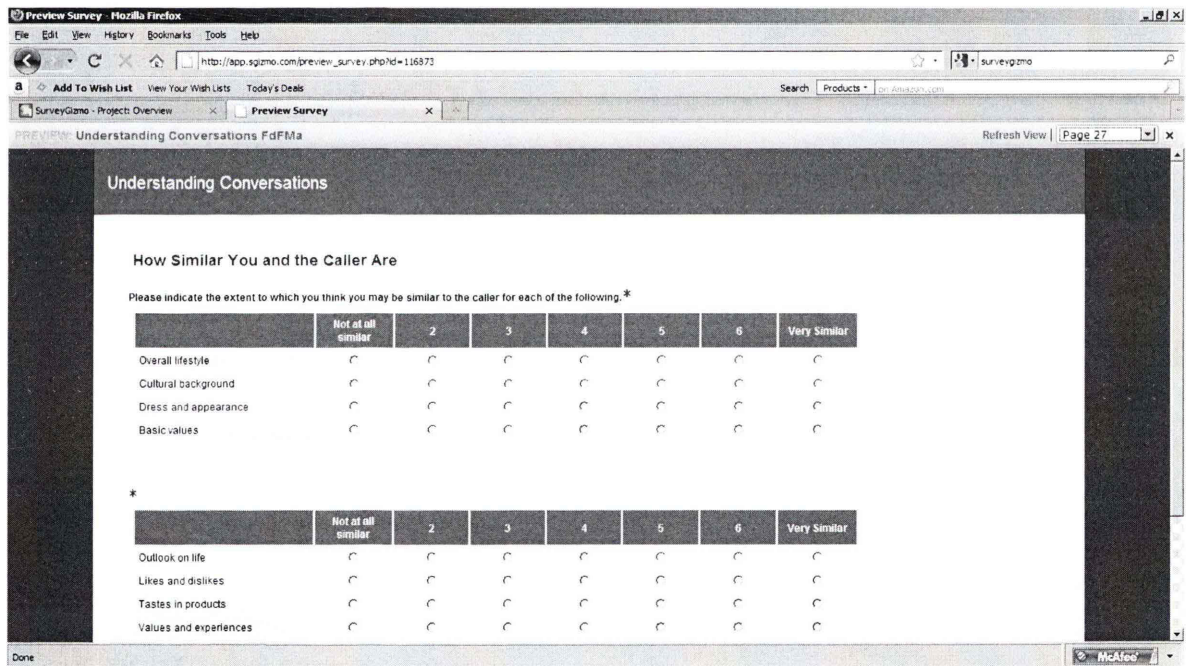 Preview Survey - Mozilla Firefox
File Edit View History Bookmarks Tools Help
http://app.sgizmo.com/preview_survey.php?id=116873 surveygizmo
a Add To Wish List View Your Wish Lists Today's Deals Search Products on Amazon.com
SurveyGizmo - Project: Overview × Preview Survey ×
PREVIEW: Understanding Conversations FdFMa Refresh View | Page 27 ×
Understanding Conversations
How Similar You and the Caller Are
Please indicate the extent to which you think you may be similar to the caller for each of the following.*
Not at all similar 2 3 4 5 6 Very Similar
Overall lifestyle
Cultural background
Dress and appearance
Basic values
*
Not at all similar 2 3 4 5 6 Very Similar
Outlook on life
Likes and dislikes
Tastes in products
Values and experiences
Done McAfee